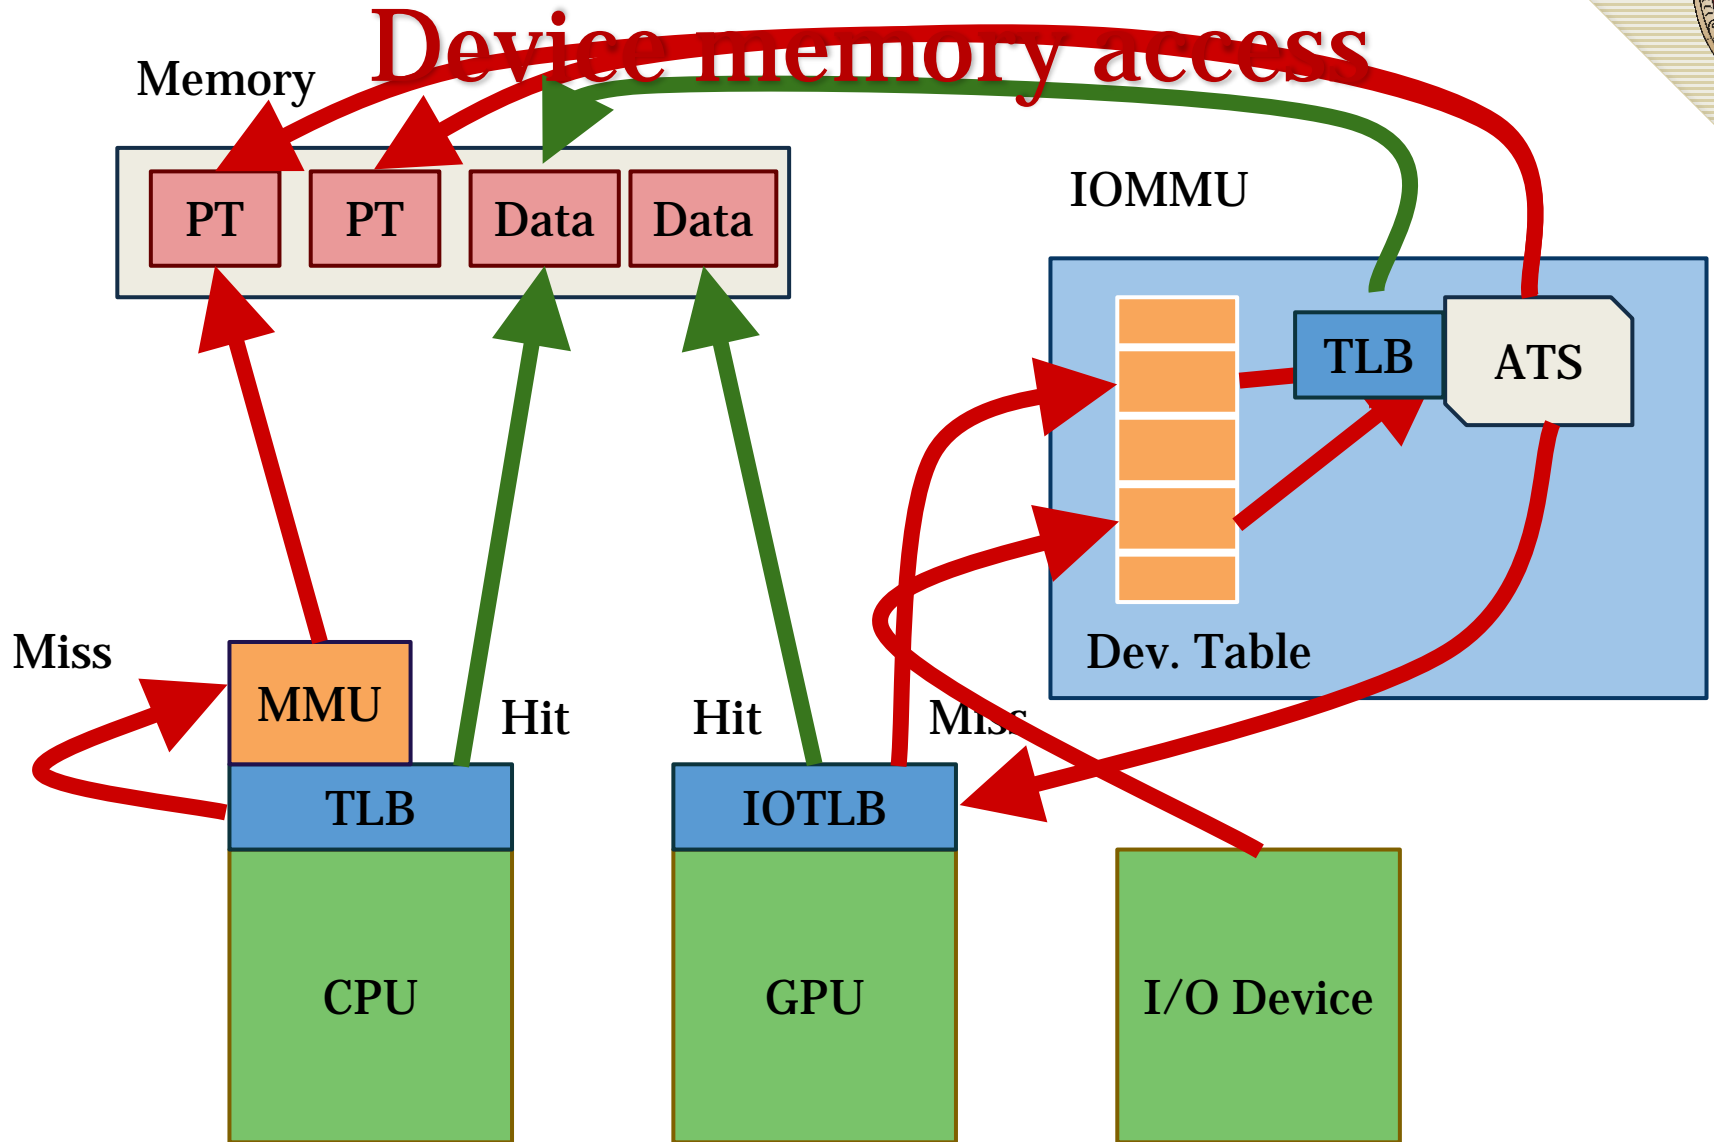 Device memory access
Memory
PT PT Data Data
IOMMU
TLB ATS
Dev. Table
Miss
MMU
Hit Hit Miss
TLB IOTLB
CPU GPU I/O Device